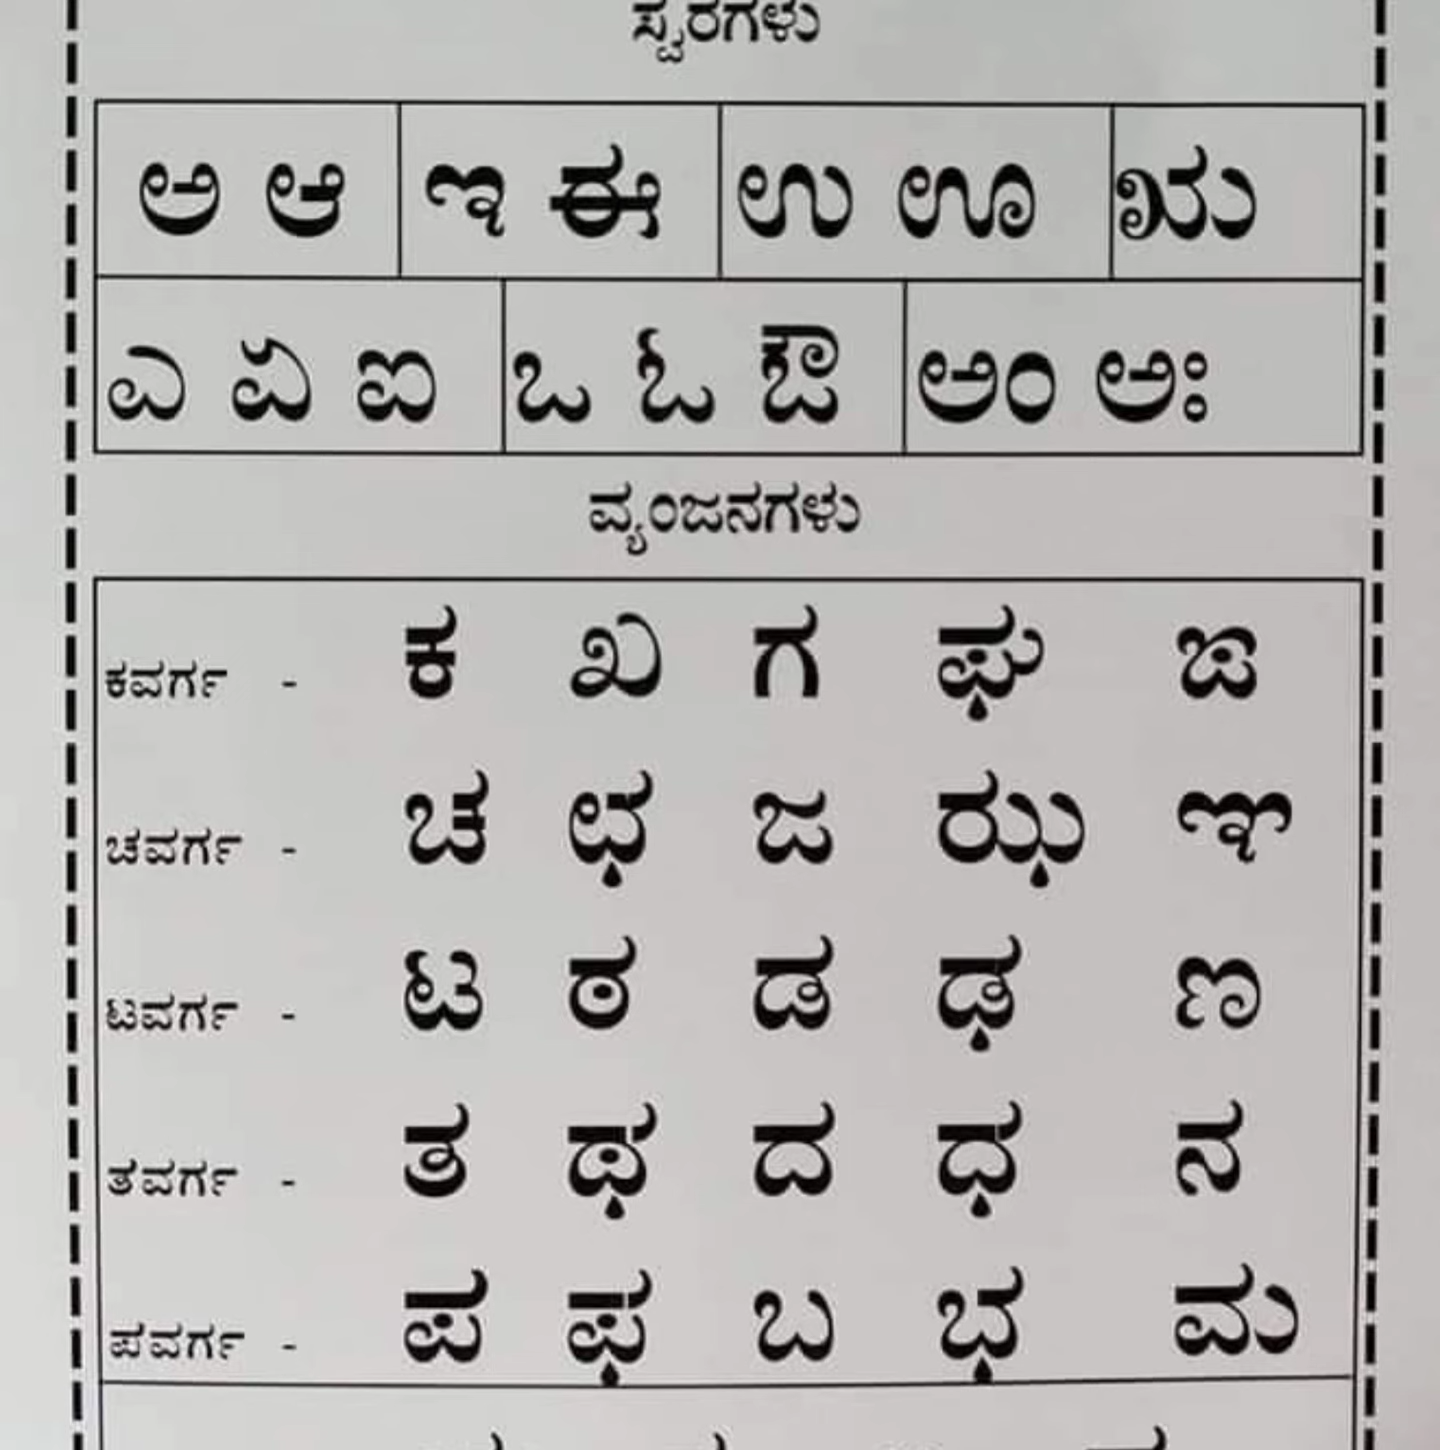 ಸ್ವರಗಳು
ಅ ಆ ಇ ಈ ಉ ಊ ಋ
ಎ ಏ ಐ ಒ ಓ ಔ ಅಂ ಅಃ
ವ್ಯಂಜನಗಳು
ಕವರ್ಗ - ಕ ಖ ಗ ಘ ಙ
ಚವರ್ಗ - ಚ ಛ ಜ ಝ ಞ
ಟವರ್ಗ - ಟ ಠ ಡ ಢ ಣ
ತವರ್ಗ - ತ ಥ ದ ಧ ನ
ಪವರ್ಗ - ಪ ಫ ಬ ಭ ಮ